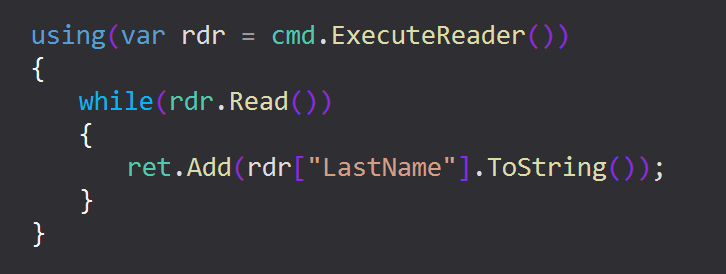 using(var rdr = cmd.ExecuteReader())
{
while(rdr.Read())
{
ret.Add(rdr["LastName"].ToString());
}
}